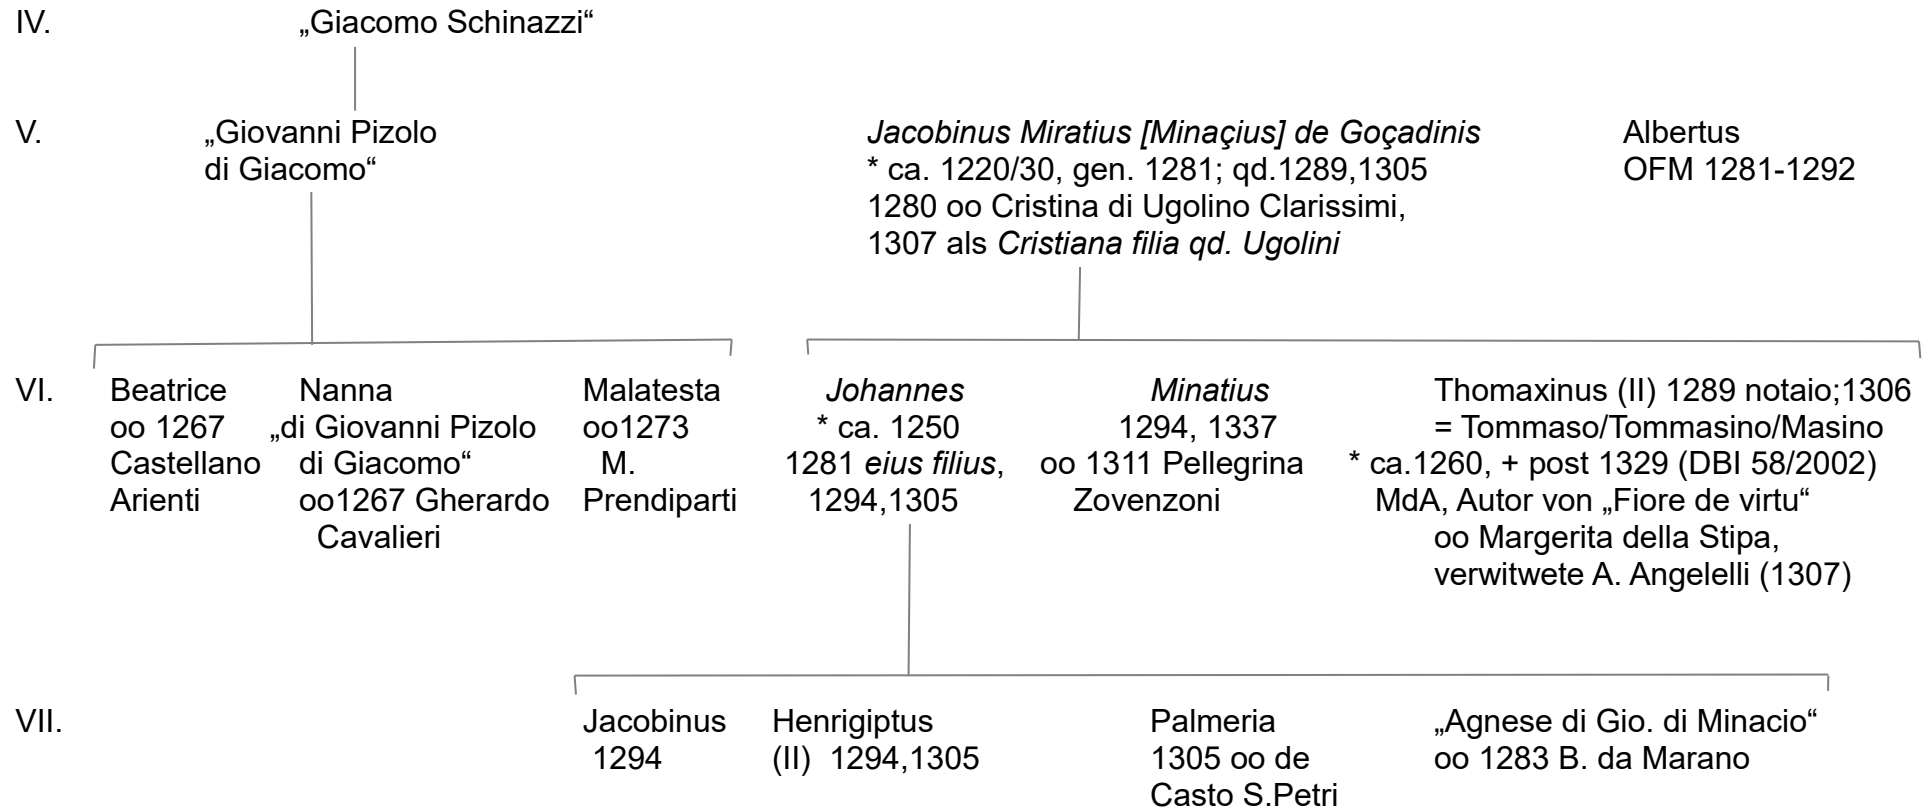 IV. „Giacomo Schinazzi“
V. „Giovanni Pizolo
di Giacomo“
Jacobinus Miratius [Minaçius] de Goçadinis
* ca. 1220/30, gen. 1281; qd.1289,1305
1280 oo Cristina di Ugolino Clarissimi,
1307 als Cristiana filia qd. Ugolini
Albertus
OFM 1281-1292
VI. Beatrice
oo 1267
Castellano
Arienti
Nanna
„di Giovanni Pizolo
di Giacomo“
oo1267 Gherardo
Cavalieri
Malatesta
oo1273
M.
Prendiparti
Johannes
* ca. 1250
1281 eius filius,
1294,1305
Minatius
1294, 1337
oo 1311 Pellegrina
Zovenzoni
Thomaxinus (II) 1289 notaio;1306
= Tommaso/Tommasino/Masino
* ca.1260, + post 1329 (DBI 58/2002)
MdA, Autor von „Fiore de virtu“
oo Margerita della Stipa,
verwitwete A. Angelelli (1307)
VII. Jacobinus
1294
Henrigiptus
(II) 1294,1305
Palmeria
1305 oo de
Casto S.Petri
„Agnese di Gio. di Minacio“
oo 1283 B. da Marano